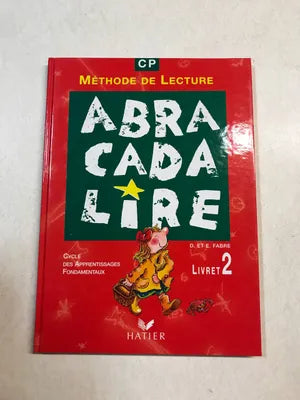 CP
MÉTHODE DE LECTURE
ABRA
CADA
LIRE
D. ET E. FABRE
CYCLE
DES APPRENTISSAGES
FONDAMENTAUX
LIVRET 2
HATIER